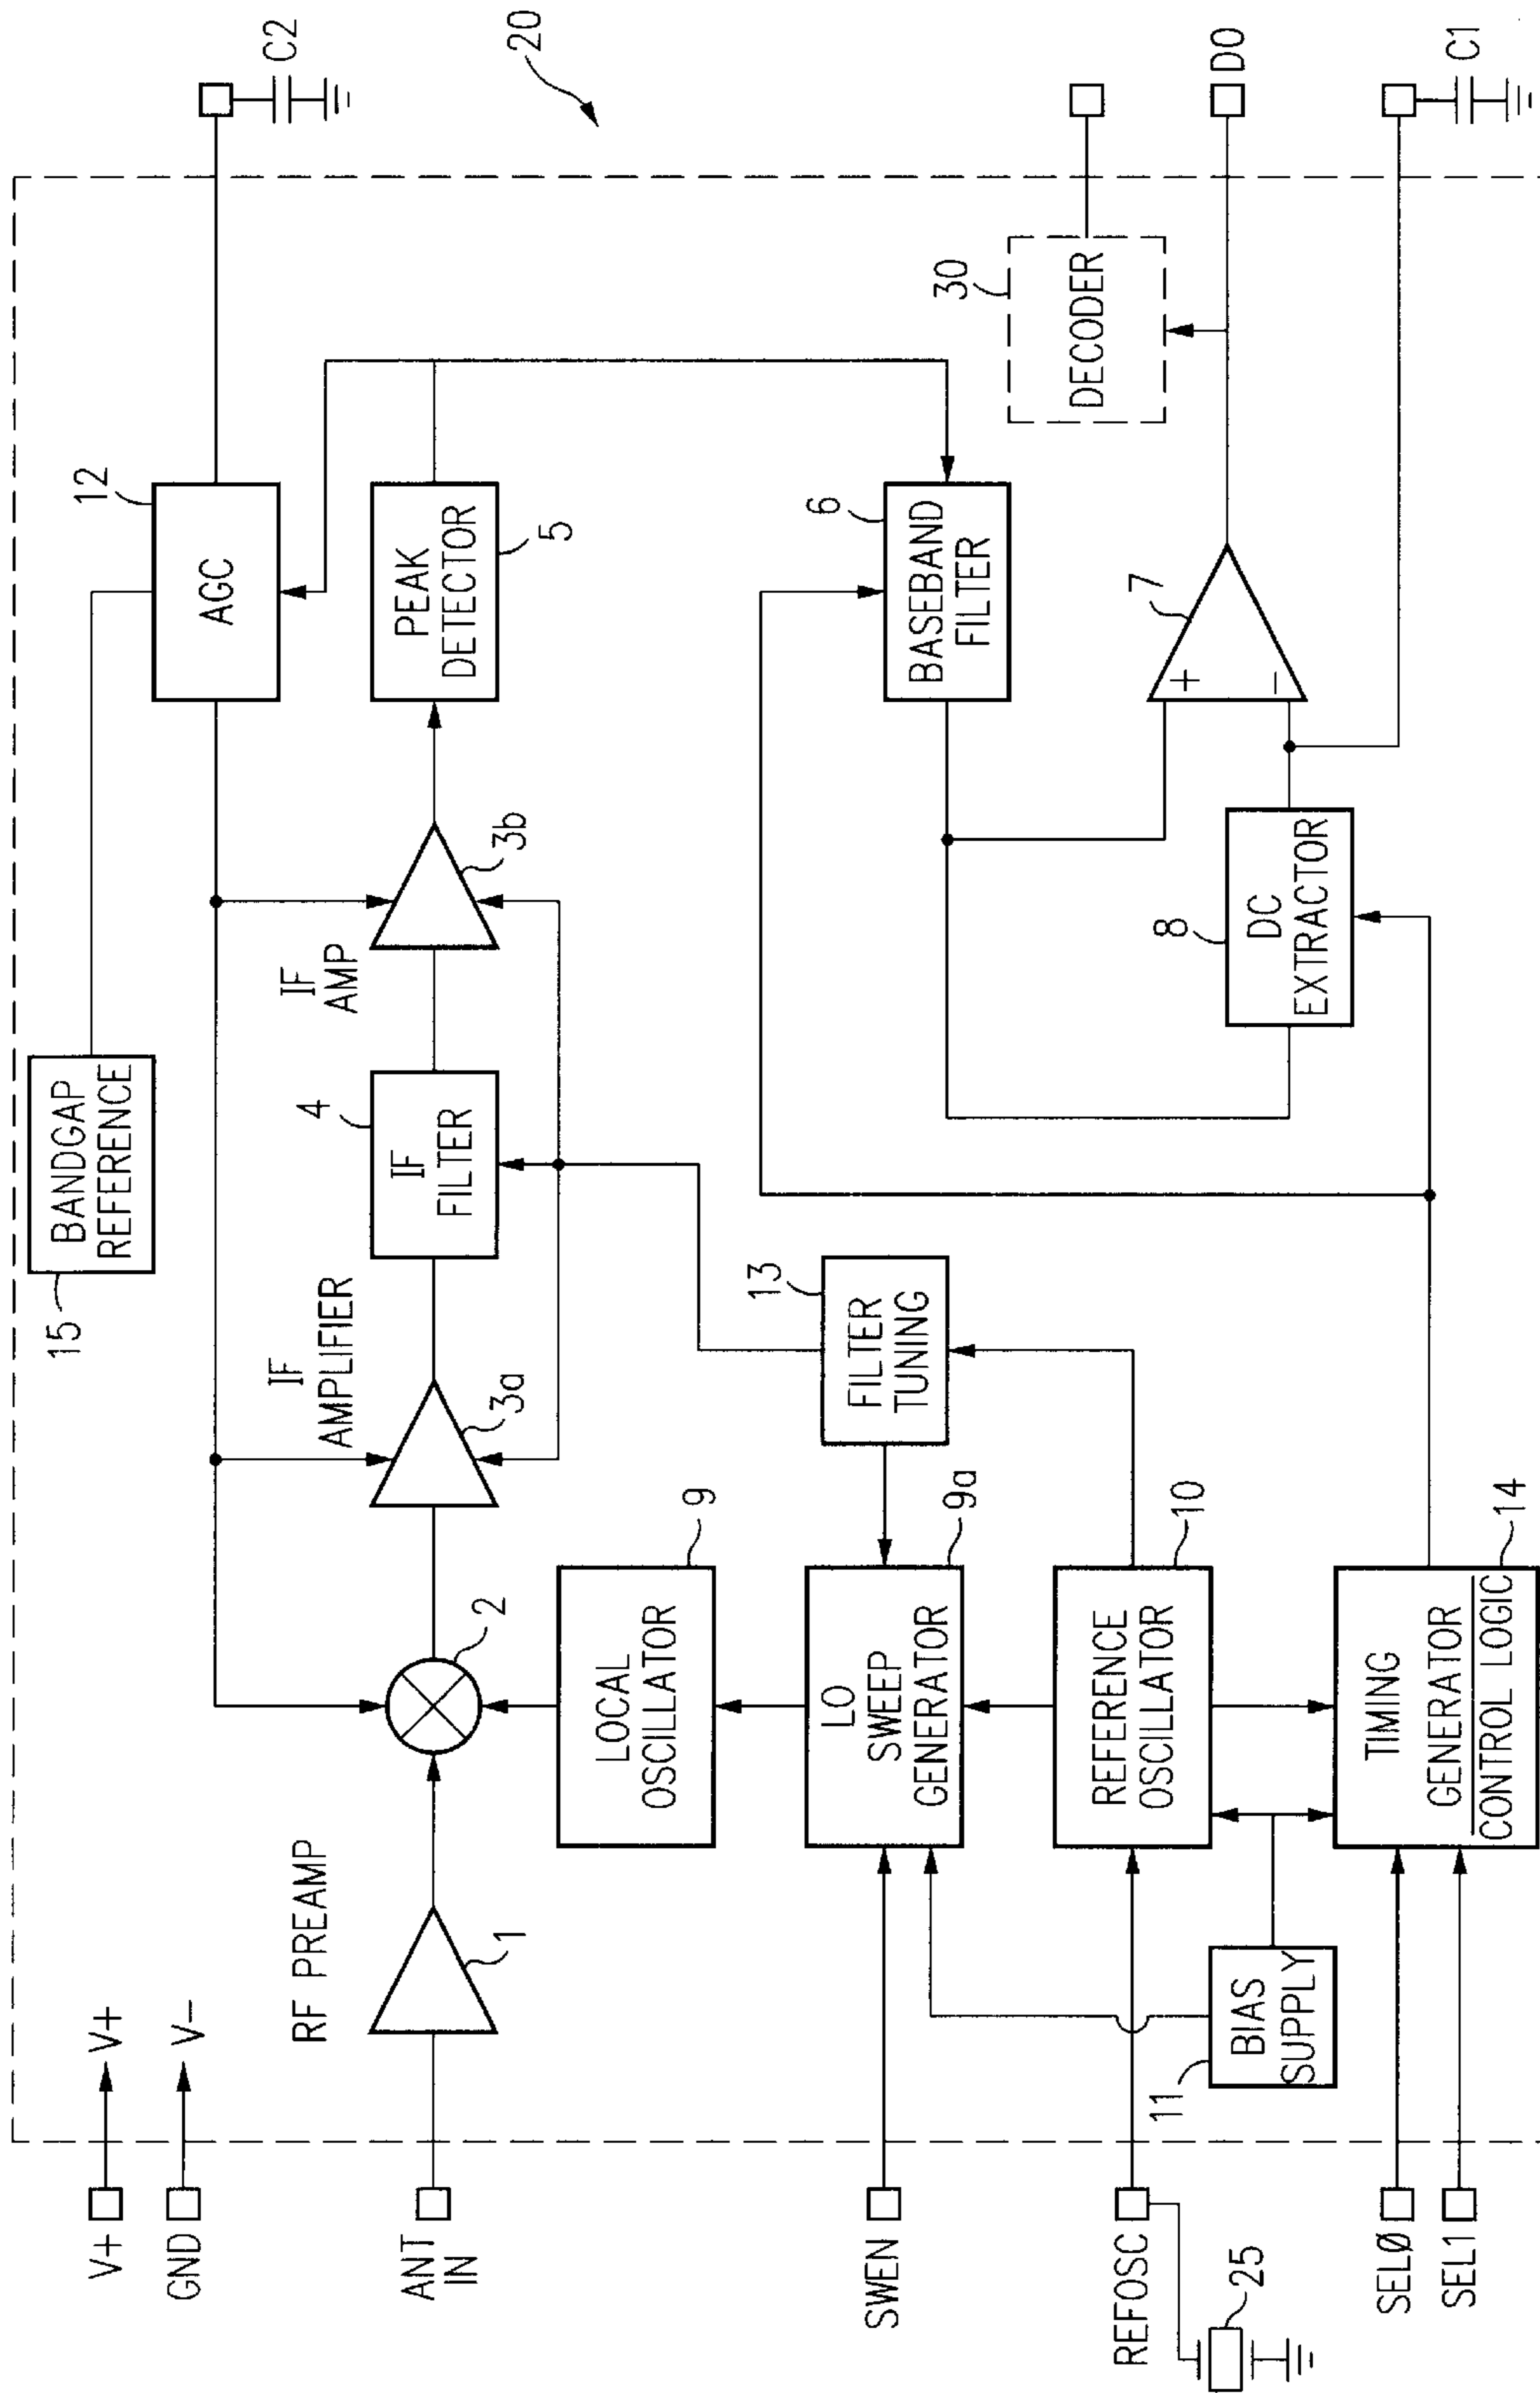 V+
V+
GND
V-
ANT
IN
RF PREAMP
1
2
IF
AMPLIFIER
3a
4
IF
FILTER
IF
AMP
3b
PEAK
DETECTOR
5
15
BANDGAP
REFERENCE
12
AGC
C2
20
LOCAL
OSCILLATOR
9
SWEN
LO
SWEEP
GENERATOR
9a
13
FILTER
TUNING
6
BASEBAND
FILTER
30
DECODER
REFOSC
25
REFERENCE
OSCILLATOR
10
11
BIAS
SUPPLY
SELØ
SEL1
TIMING
GENERATOR
CONTROL LOGIC
14
8
DC
EXTRACTOR
7
+
−
DO
C1